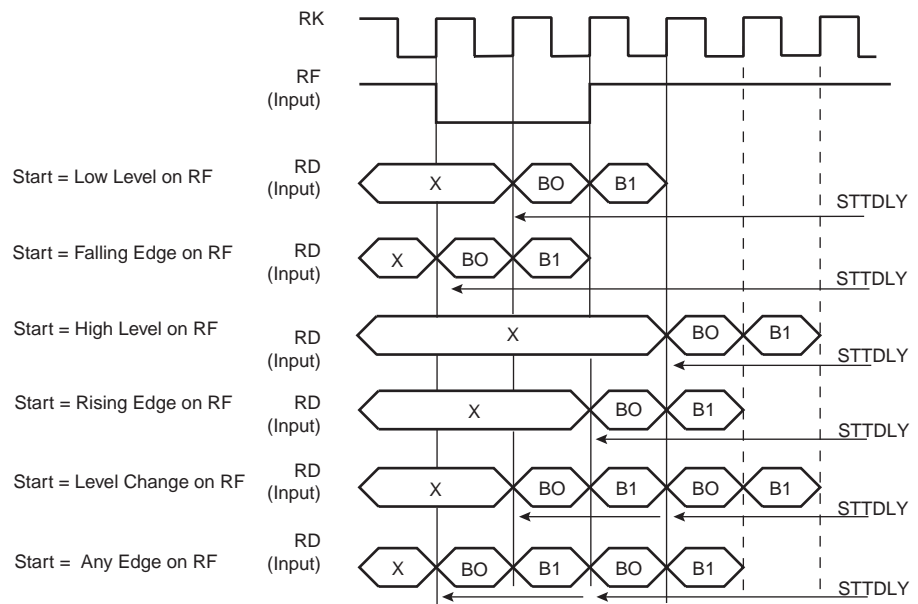 RK
RF
(Input)
Start = Low Level on RF
RD
(Input)
X
BO
B1
STTDLY
Start = Falling Edge on RF
RD
(Input)
X
BO
B1
STTDLY
Start = High Level on RF
RD
(Input)
X
BO
B1
STTDLY
Start = Rising Edge on RF
RD
(Input)
X
BO
B1
STTDLY
Start = Level Change on RF
RD
(Input)
X
BO
B1
BO
B1
STTDLY
Start = Any Edge on RF
RD
(Input)
X
BO
B1
BO
B1
STTDLY